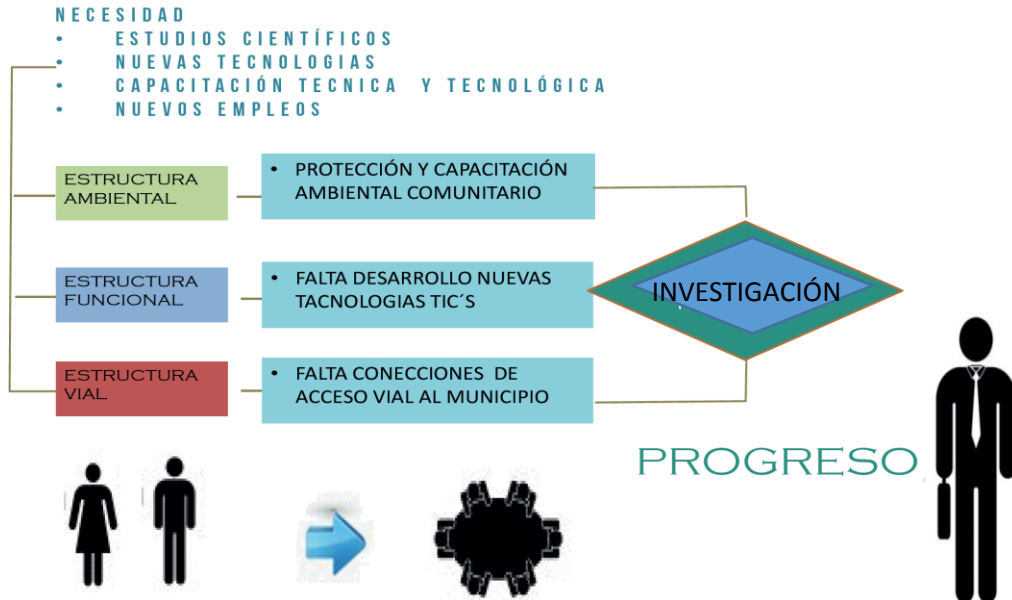 NECESIDAD
• ESTUDIOS CIENTÍFICOS
• NUEVAS TECNOLOGIAS
• CAPACITACIÓN TECNICA Y TECNOLÓGICA
• NUEVOS EMPLEOS
ESTRUCTURA
AMBIENTAL
• PROTECCIÓN Y CAPACITACIÓN
AMBIENTAL COMUNITARIO
ESTRUCTURA
FUNCIONAL
• FALTA DESARROLLO NUEVAS
TACNOLOGIAS TIC´S
INVESTIGACIÓN
ESTRUCTURA
VIAL
• FALTA CONECCIONES DE
ACCESO VIAL AL MUNICIPIO
PROGRESO